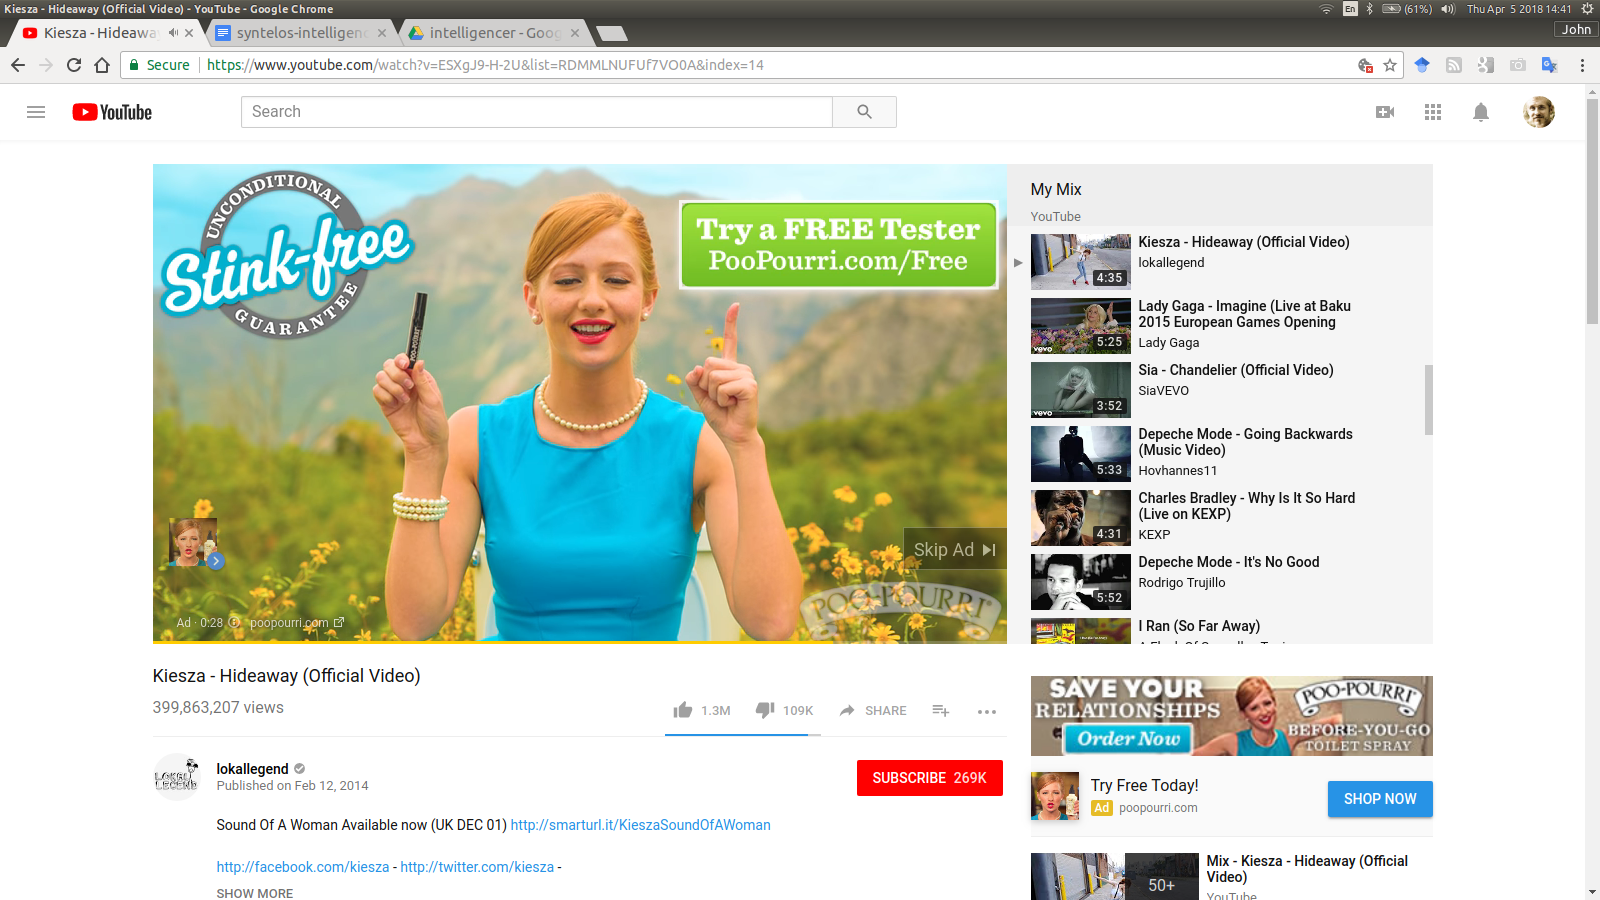 Kiesza - Hideaway (Official Video) - YouTube - Google Chrome
En
(61%)
Thu Apr 5 2018 14:41
Kiesza - Hideaway
syntelos-intelligenc
intelligencer - Goog
John
Secure
https://www.youtube.com/watch?v=ESXgJ9-H-2U&list=RDMMLNUFUf7VO0A&index=14
YouTube
Search
UNCONDITIONAL
Stink-free
GUARANTEE
Try a FREE Tester
PooPourri.com/Free
POO-POURRI
Skip Ad
POO-POURRI
Ad · 0:28
poopourri.com
My Mix
YouTube
Kiesza - Hideaway (Official Video)
lokallegend
4:35
Lady Gaga - Imagine (Live at Baku
2015 European Games Opening
Lady Gaga
vevo
5:25
Sia - Chandelier (Official Video)
SiaVEVO
vevo
3:52
Depeche Mode - Going Backwards
(Music Video)
Hovhannes11
5:33
Charles Bradley - Why Is It So Hard
(Live on KEXP)
KEXP
4:31
Depeche Mode - It's No Good
Rodrigo Trujillo
5:52
I Ran (So Far Away)
Kiesza - Hideaway (Official Video)
399,863,207 views
1.3M
109K
SHARE
LOKAL
LEGEND
lokallegend
Published on Feb 12, 2014
SUBSCRIBE 269K
Sound Of A Woman Available now (UK DEC 01) http://smarturl.it/KieszaSoundOfAWoman
http://facebook.com/kiesza - http://twitter.com/kiesza -
SHOW MORE
SAVE YOUR
RELATIONSHIPS
Order Now
POO-POURRI
BEFORE-YOU-GO
TOILET SPRAY
Try Free Today!
Ad poopourri.com
SHOP NOW
50+
Mix - Kiesza - Hideaway (Official
Video)
YouTube